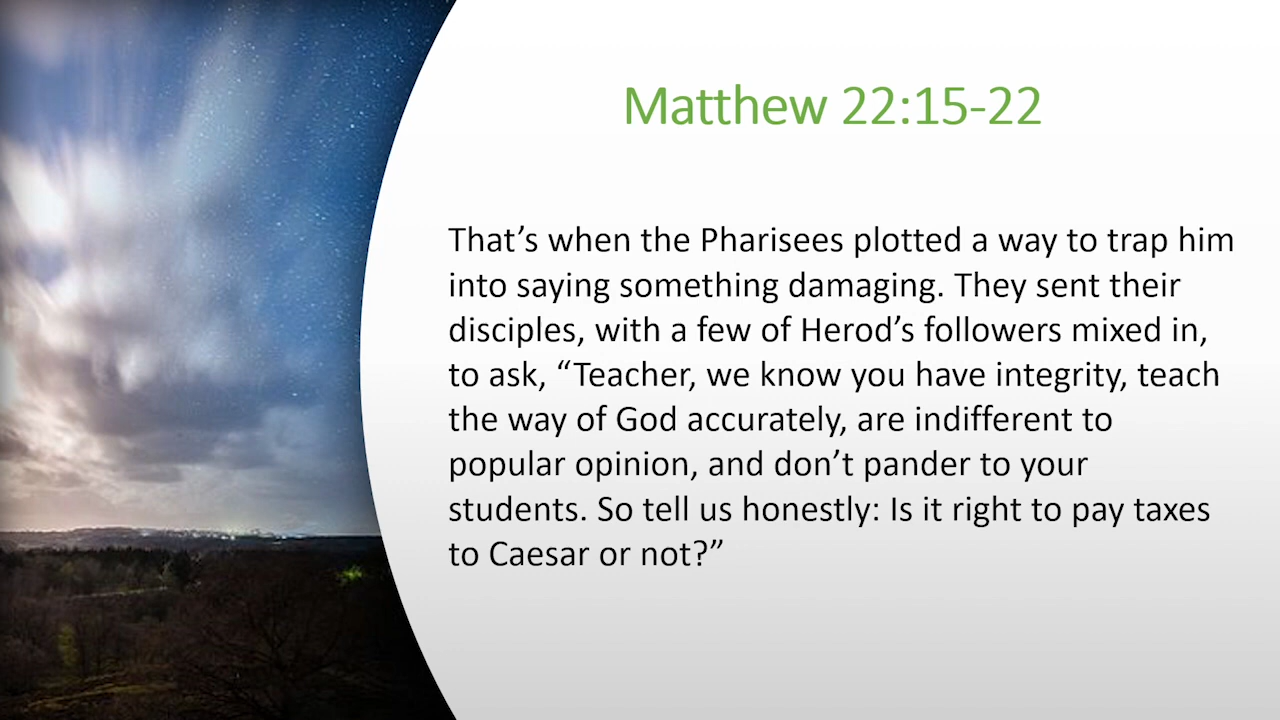 Matthew 22:15-22
That’s when the Pharisees plotted a way to trap him
into saying something damaging. They sent their
disciples, with a few of Herod’s followers mixed in,
to ask, “Teacher, we know you have integrity, teach
the way of God accurately, are indifferent to
popular opinion, and don’t pander to your
students. So tell us honestly: Is it right to pay taxes
to Caesar or not?”